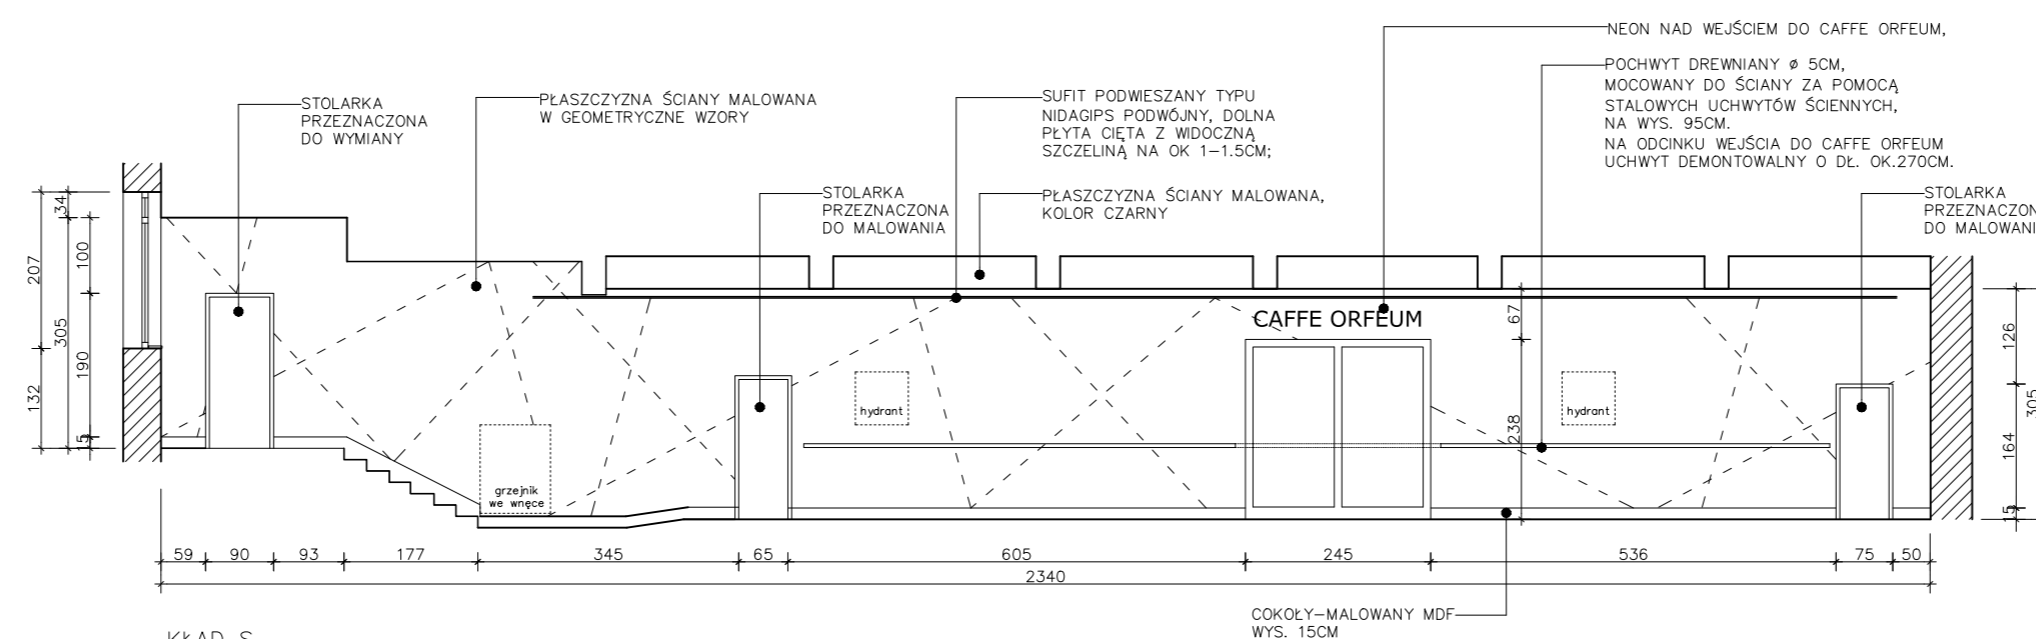 NEON NAD WEJŚCIEM DO CAFFE ORFEUM,
POCHWYT DREWNIANY ø 5CM,
MOCOWANY DO ŚCIANY ZA POMOCĄ
STALOWYCH UCHWYTÓW ŚCIENNYCH,
NA WYS. 95CM.
NA ODCINKU WEJŚCIA DO CAFFE ORFEUM
UCHWYT DEMONTOWALNY O DŁ. OK.270CM.
STOLARKA
PRZEZNACZONA
DO WYMIANY
PŁASZCZYZNA ŚCIANY MALOWANA
W GEOMETRYCZNE WZORY
SUFIT PODWIESZANY TYPU
NIDAGIPS PODWÓJNY, DOLNA
PŁYTA CIĘTA Z WIDOCZNĄ
SZCZELINĄ NA OK 1-1.5CM;
STOLARKA
PRZEZNACZONA
DO MALOWANIA
PŁASZCZYZNA ŚCIANY MALOWANA,
KOLOR CZARNY
STOLARKA
PRZEZNACZON
DO MALOWANI
34
207
100
305
190
132
15
CAFFE ORFEUM
67
238
hydrant
hydrant
grzejnik
we wnęce
126
305
164
15
59 90 93 177 345 65 605 245 536 75 50
2340
COKOŁY-MALOWANY MDF
WYS. 15CM
KŁAD S